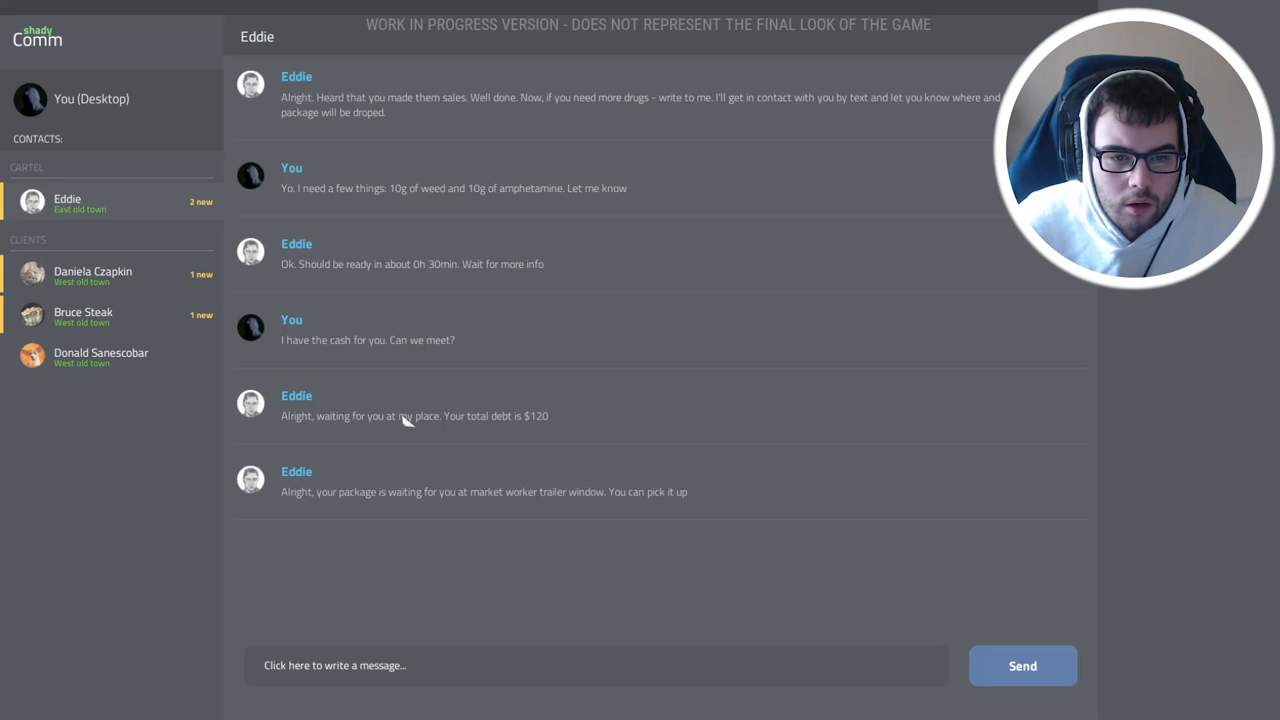 WORK IN PROGRESS VERSION - DOES NOT REPRESENT THE FINAL LOOK OF THE GAME
shady
Comm
You (Desktop)
CONTACTS:
CARTEL
Eddie
East old town
2 new
CLIENTS
Daniela Czapkin
West old town
1 new
Bruce Steak
West old town
1 new
Donald Sanescobar
West old town
Eddie
Eddie
Alright. Heard that you made them sales. Well done. Now, if you need more drugs - write to me. I'll get in contact with you by text and let you know where and
package will be droped.
You
Yo. I need a few things: 10g of weed and 10g of amphetamine. Let me know
Eddie
Ok. Should be ready in about 0h 30min. Wait for more info
You
I have the cash for you. Can we meet?
Eddie
Alright, waiting for you at my place. Your total debt is $120
Eddie
Alright, your package is waiting for you at market worker trailer window. You can pick it up
Click here to write a message...
Send